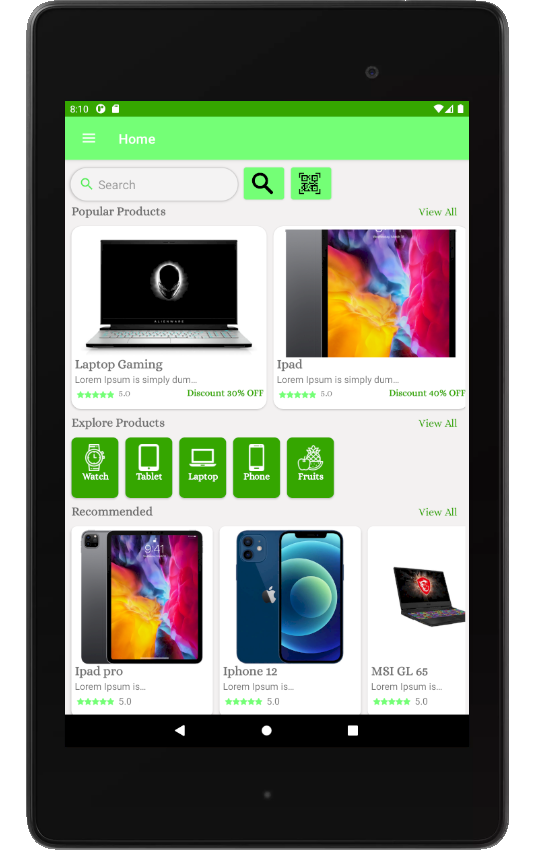 8:10
Home
Search
Popular Products View All
ALIENWARE
Laptop Gaming
Lorem Ipsum is simply dum...
5.0
Discount 30% OFF
Ipad
Lorem Ipsum is simply dum...
5.0
Discount 40% OFF
Explore Products View All
Watch Tablet Laptop Phone Fruits
Recommended View All
9:41
Ipad pro
Lorem Ipsum is...
5.0
Iphone 12
Lorem Ipsum is...
5.0
MSI GL 65
Lorem Ipsum is...
5.0